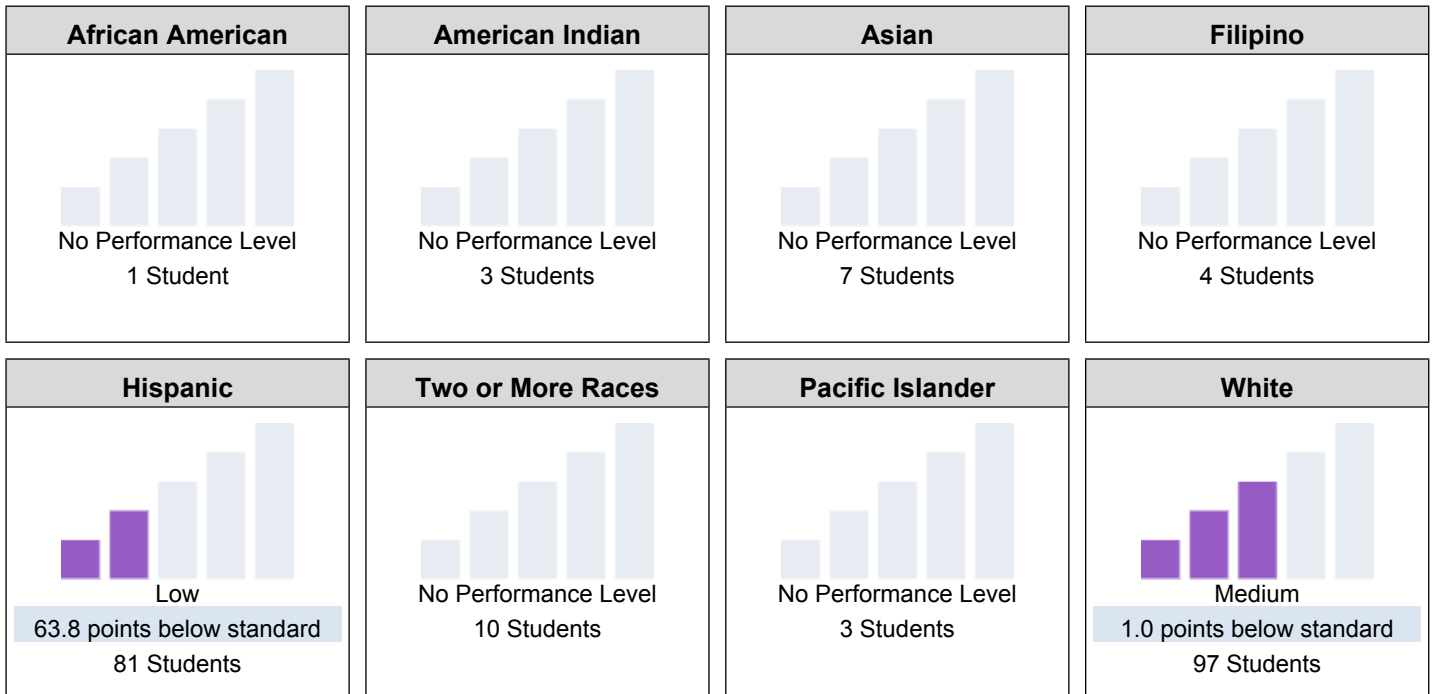 African American
No Performance Level
1 Student
American Indian
No Performance Level
3 Students
Asian
No Performance Level
7 Students
Filipino
No Performance Level
4 Students
Hispanic
Low
63.8 points below standard
81 Students
Two or More Races
No Performance Level
10 Students
Pacific Islander
No Performance Level
3 Students
White
Medium
1.0 points below standard
97 Students